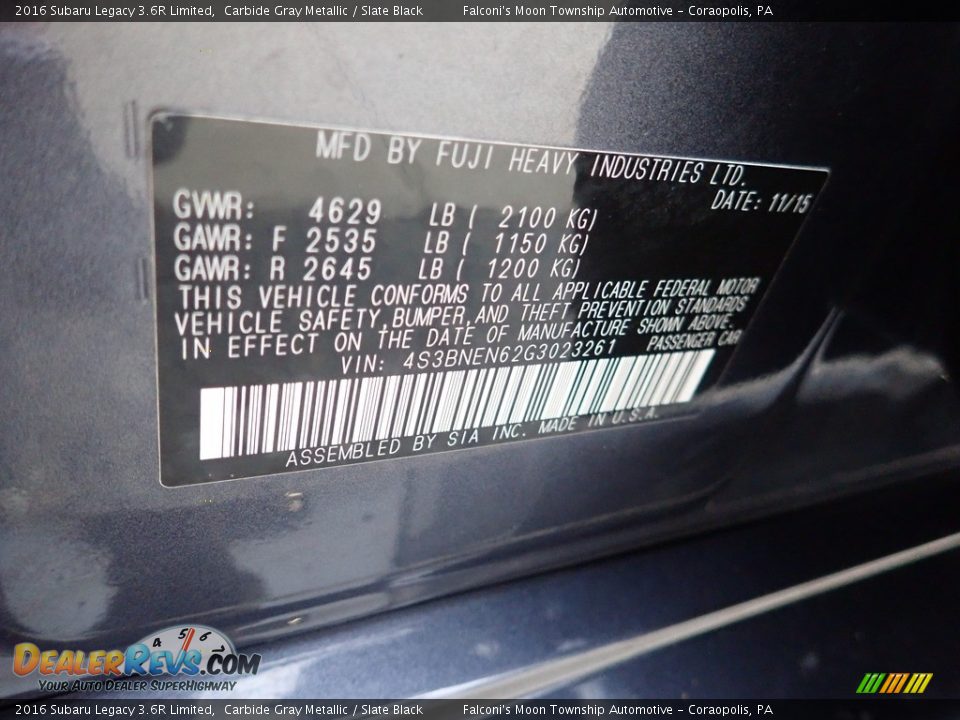 2016 Subaru Legacy 3.6R Limited,  Carbide Gray Metallic / Slate Black     Falconi's Moon Township Automotive - Coraopolis, PA
MFD BY FUJI HEAVY INDUSTRIES LTD.
DATE: 11/15
GVWR: 4629 LB ( 2100 KG)
GAWR: F 2535 LB ( 1150 KG)
GAWR: R 2645 LB ( 1200 KG)
THIS VEHICLE CONFORMS TO ALL APPLICABLE FEDERAL MOTOR
VEHICLE SAFETY,BUMPER,AND THEFT PREVENTION STANDARDS
IN EFFECT ON THE DATE OF MANUFACTURE SHOWN ABOVE.
VIN: 4S3BNEN62G3023261 PASSENGER CAR
ASSEMBLED BY SIA INC. MADE IN U.S.A.
4 5 6 7
DEALERREVS.COM
YOUR AUTO DEALER SUPERHIGHWAY
2016 Subaru Legacy 3.6R Limited,  Carbide Gray Metallic / Slate Black     Falconi's Moon Township Automotive - Coraopolis, PA